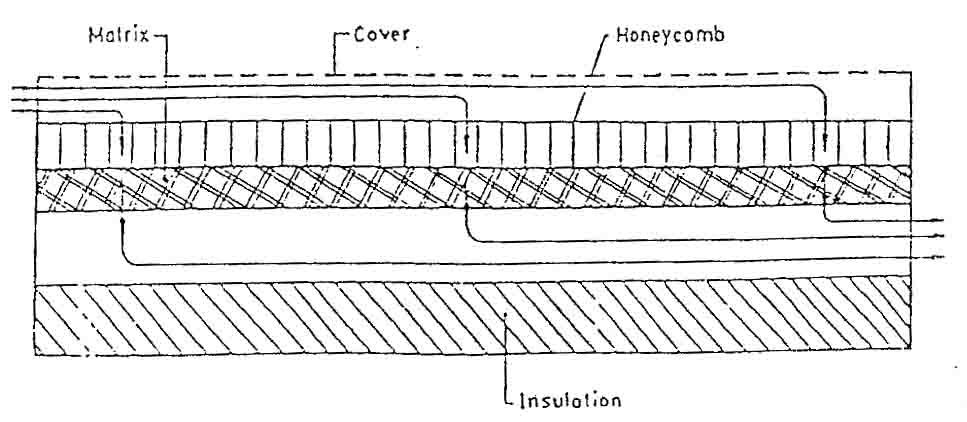 Matrix
Cover
Honeycomb
Insulation